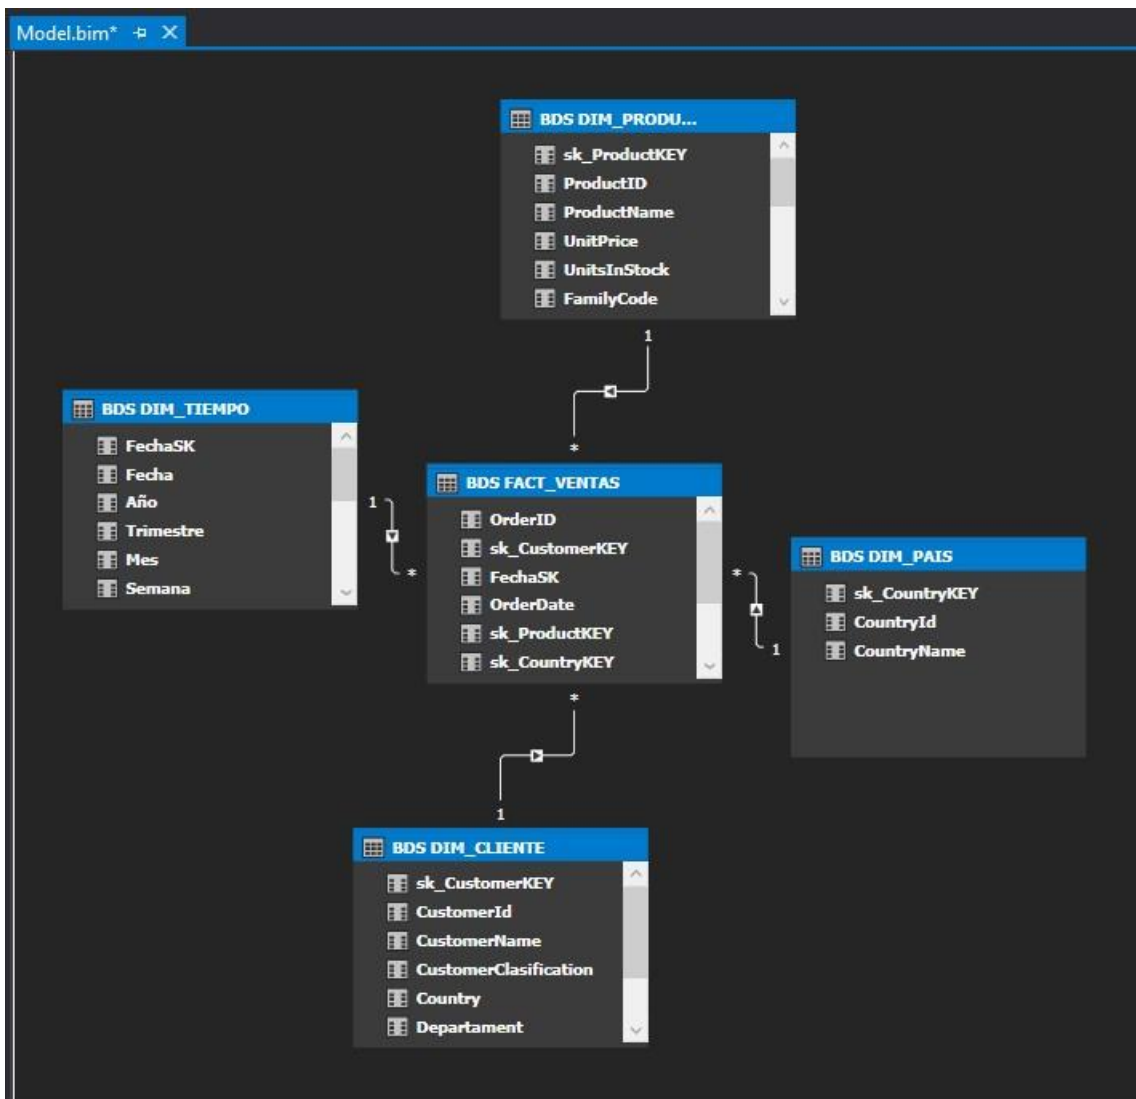 Model.bim*
BDS DIM_PRODU...
sk_ProductKEY
ProductID
ProductName
UnitPrice
UnitsInStock
FamilyCode
1
*
BDS DIM_TIEMPO
FechaSK
Fecha
Año
Trimestre
Mes
Semana
1
*
BDS FACT_VENTAS
OrderID
sk_CustomerKEY
FechaSK
OrderDate
sk_ProductKEY
sk_CountryKEY
*
1
BDS DIM_PAIS
sk_CountryKEY
CountryId
CountryName
*
1
BDS DIM_CLIENTE
sk_CustomerKEY
CustomerId
CustomerName
CustomerClasification
Country
Departament